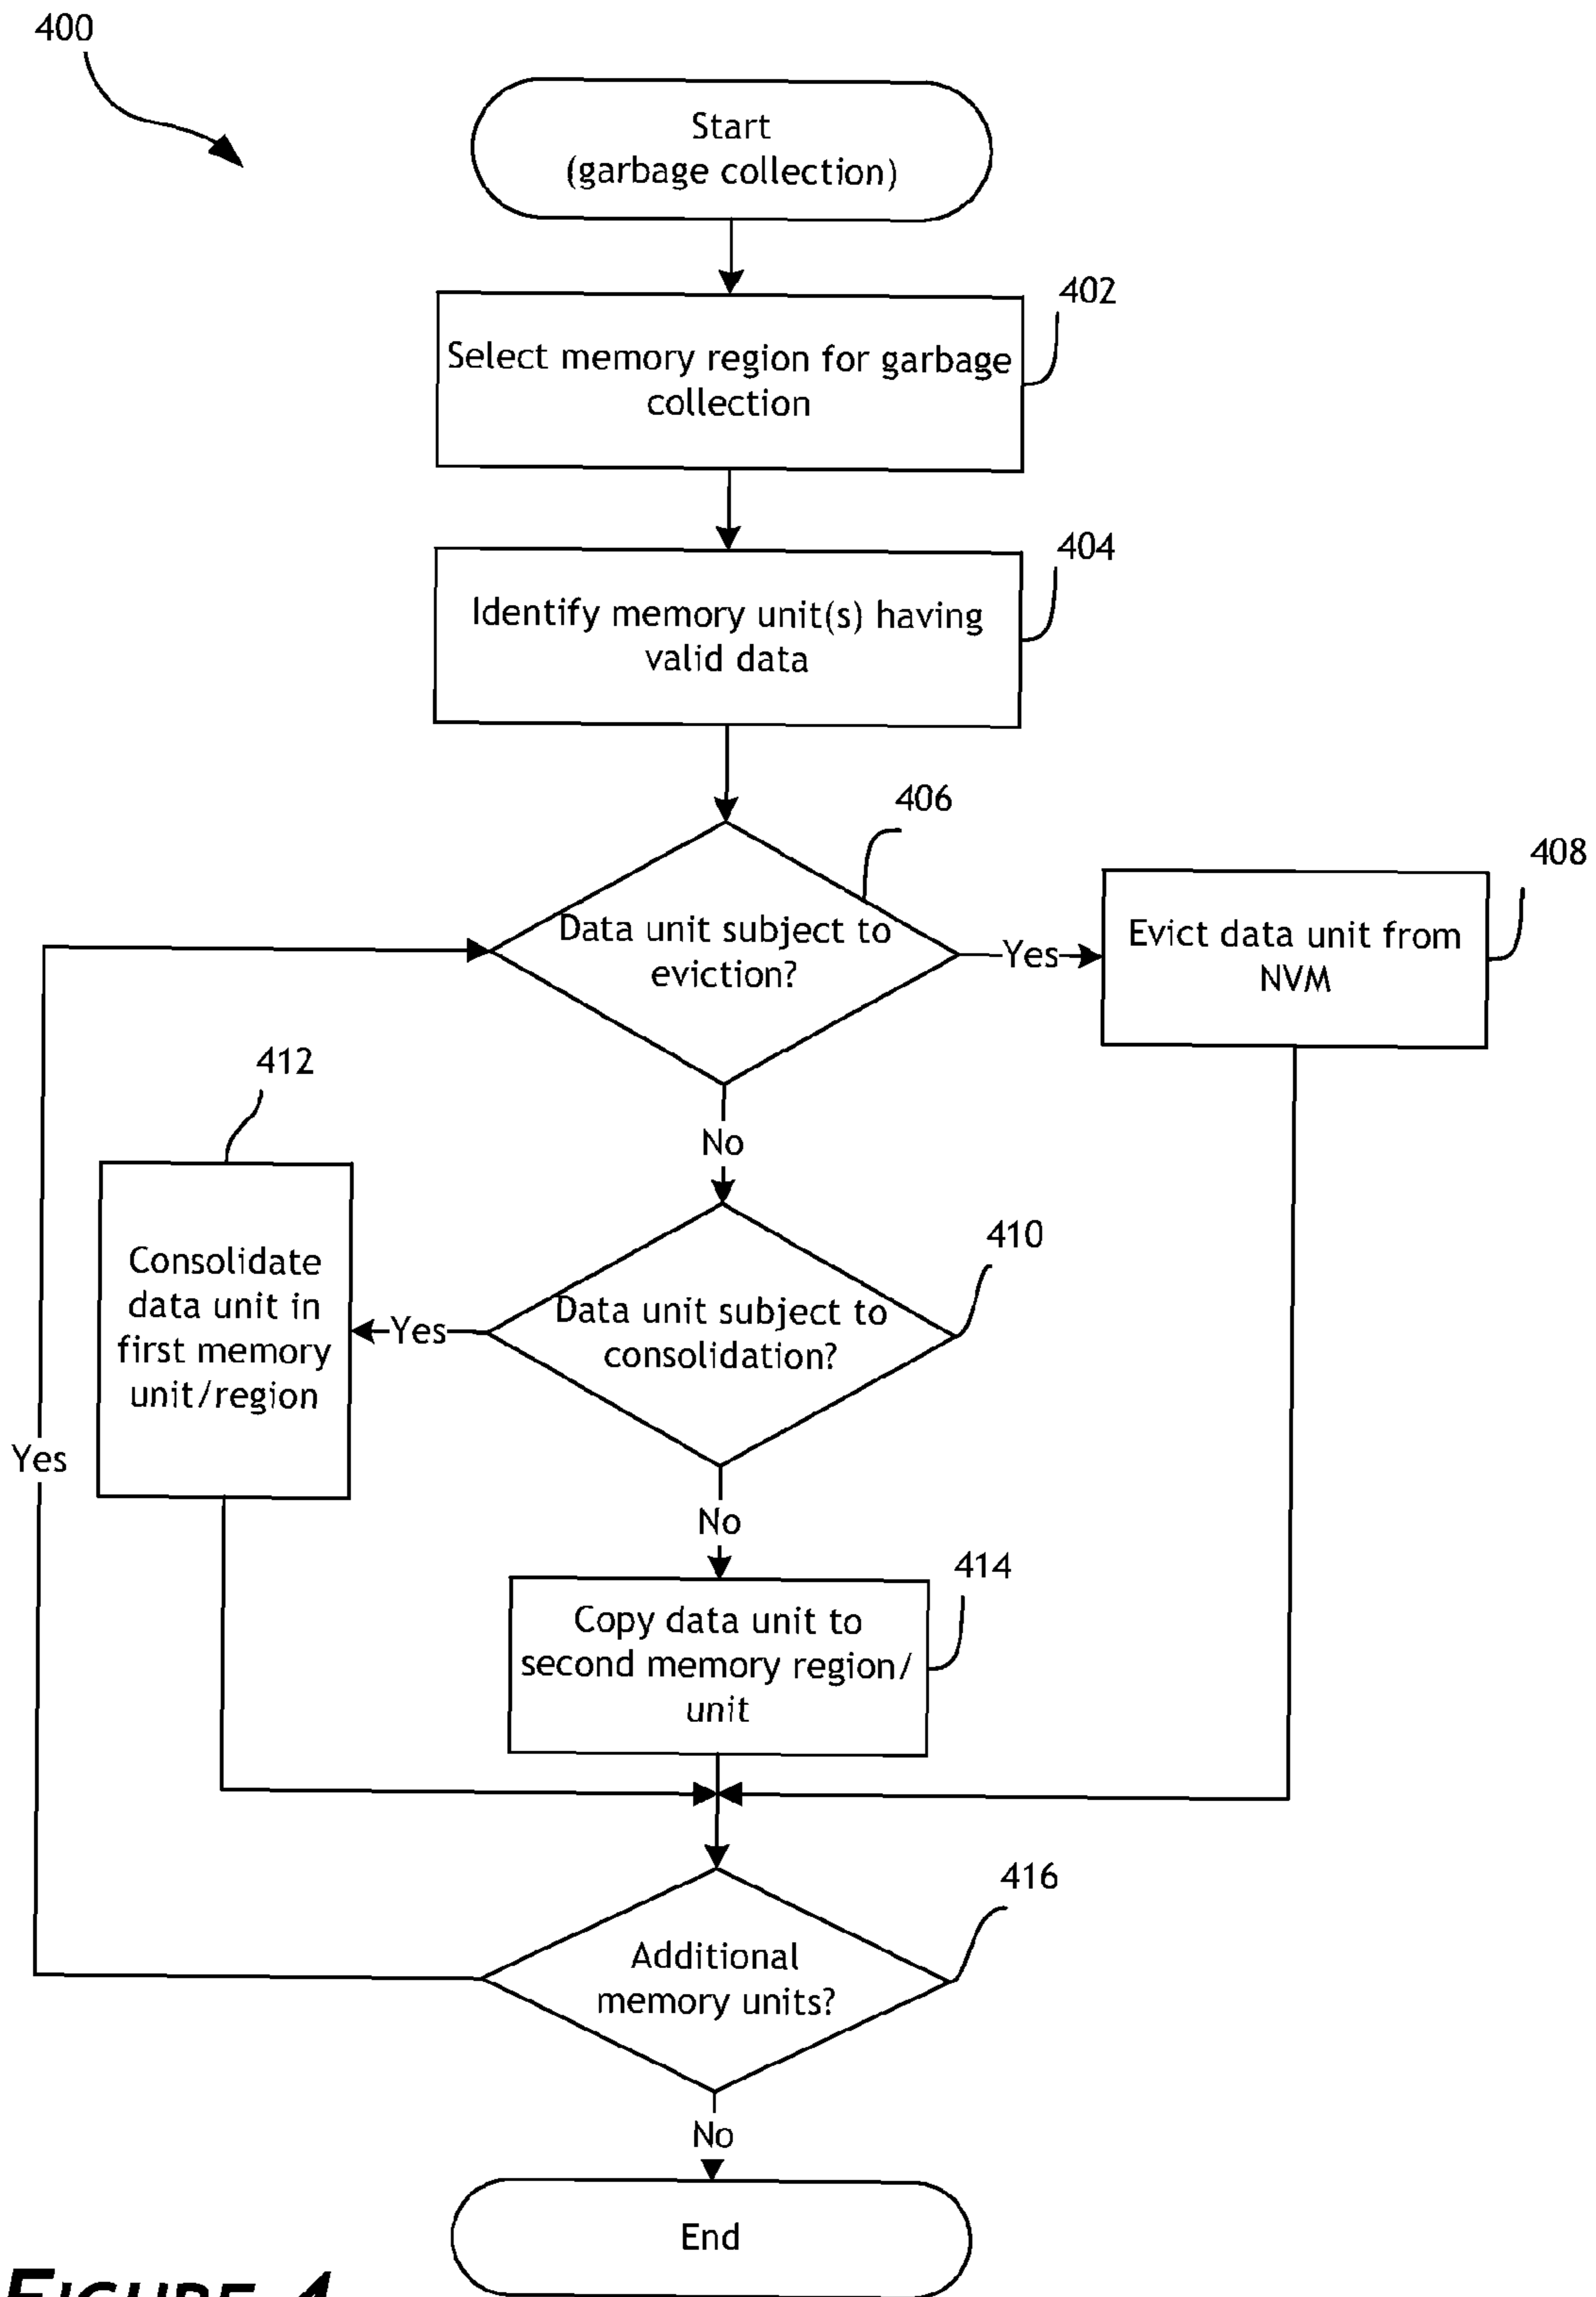 400
Start
(garbage collection)
402
Select memory region for garbage
collection
404
Identify memory unit(s) having
valid data
406
408
Data unit subject to
eviction?
Yes
Evict data unit from
NVM
412
No
410
Consolidate
data unit in
first memory
unit/region
Yes
Data unit subject to
consolidation?
Yes
No
414
Copy data unit to
second memory region/
unit
416
Additional
memory units?
No
End
FIGURE 4